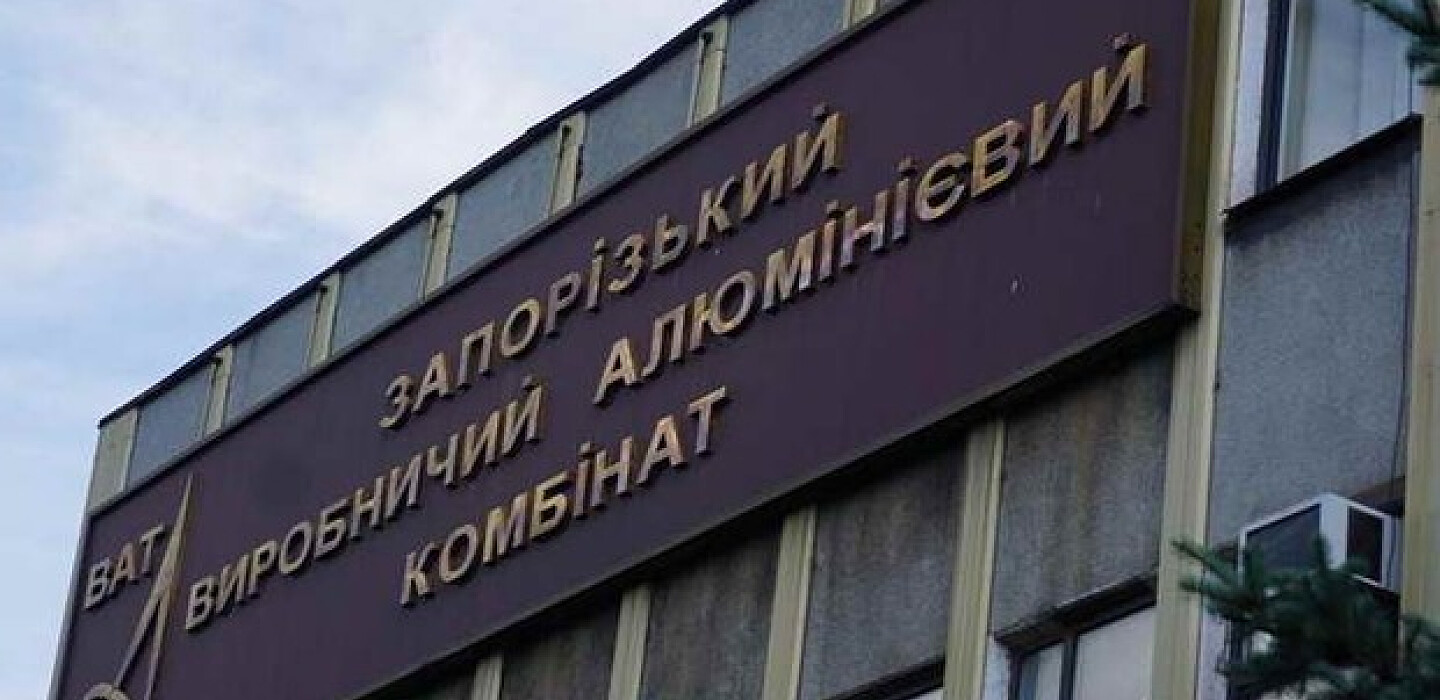 ВАТ
ЗАПОРІЗЬКИЙ
ВИРОБНИЧИЙ АЛЮМІНІЄВИЙ
КОМБІНАТ